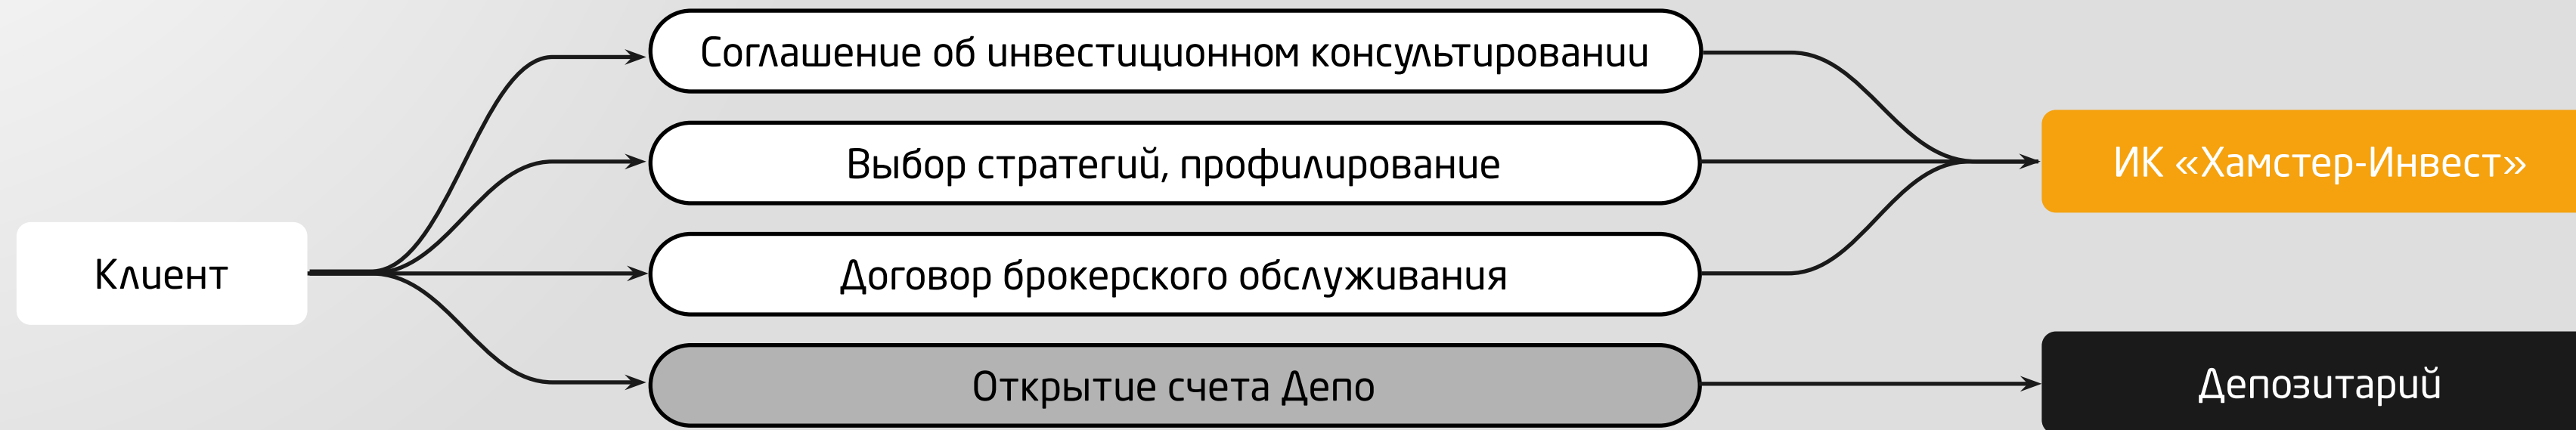 Соглашение об инвестиционном консультировании
Выбор стратегий, профилирование
ИК «Хамстер-Инвест»
Клиент
Договор брокерского обслуживания
Открытие счета Депо
Депозитарий